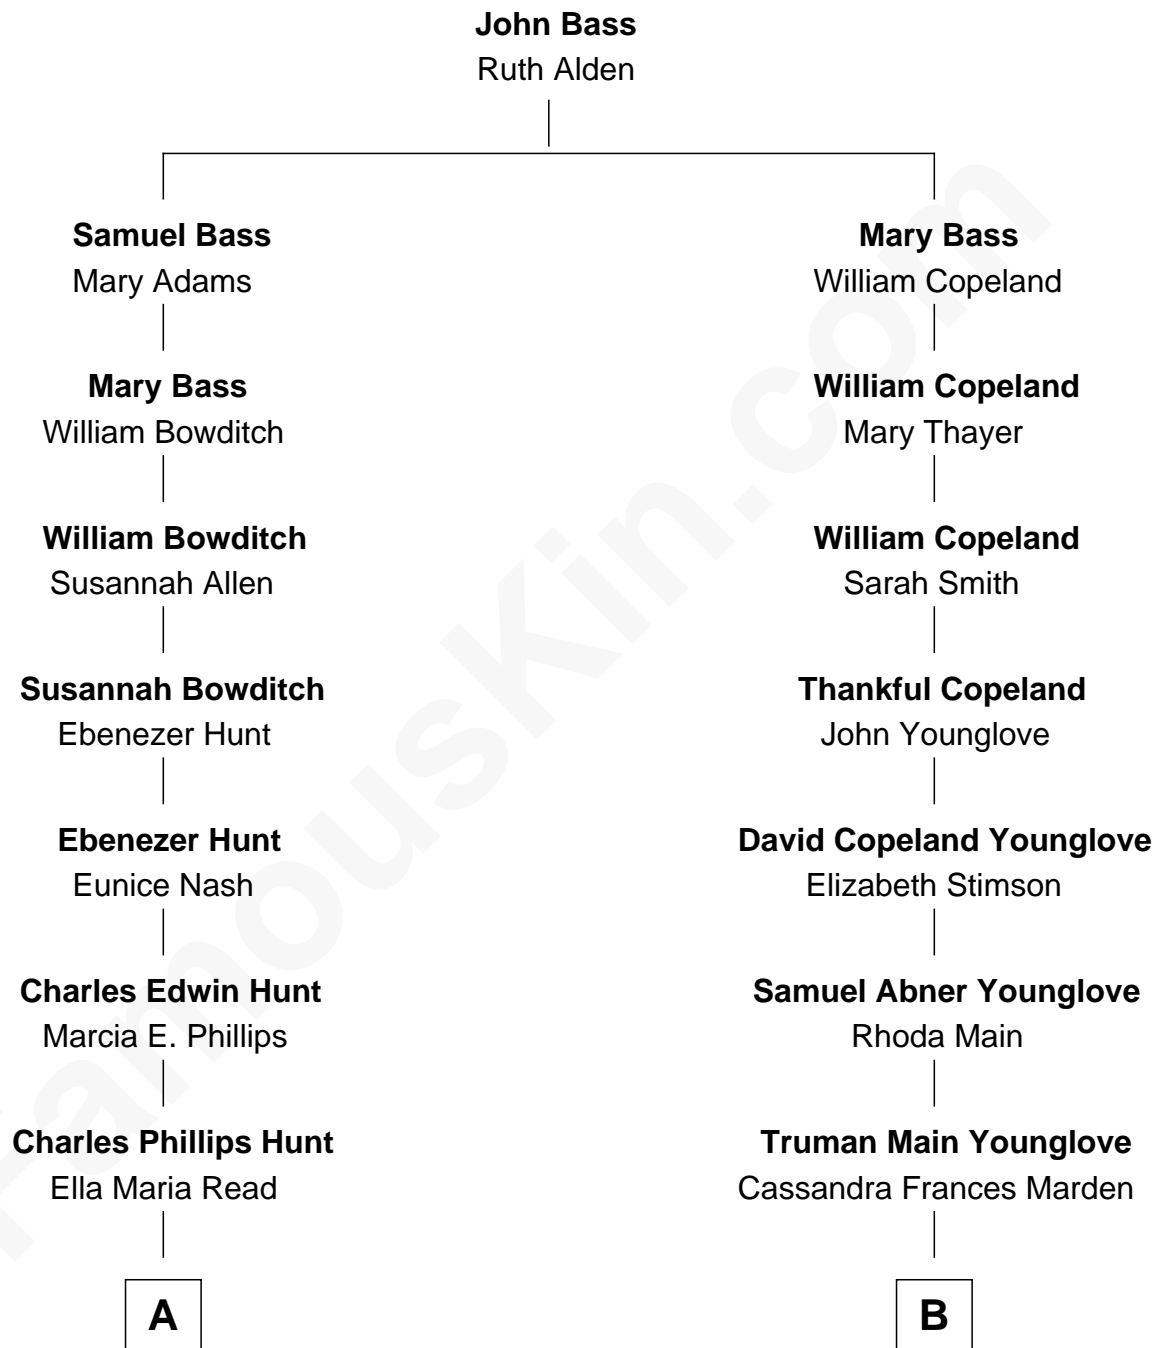 John Bass
Ruth Alden
Samuel Bass
Mary Adams
Mary Bass
William Bowditch
William Bowditch
Susannah Allen
Susannah Bowditch
Ebenezer Hunt
Ebenezer Hunt
Eunice Nash
Charles Edwin Hunt
Marcia E. Phillips
Charles Phillips Hunt
Ella Maria Read
A
Mary Bass
William Copeland
William Copeland
Mary Thayer
William Copeland
Sarah Smith
Thankful Copeland
John Younglove
David Copeland Younglove
Elizabeth Stimson
Samuel Abner Younglove
Rhoda Main
Truman Main Younglove
Cassandra Frances Marden
B
FamousKin.com